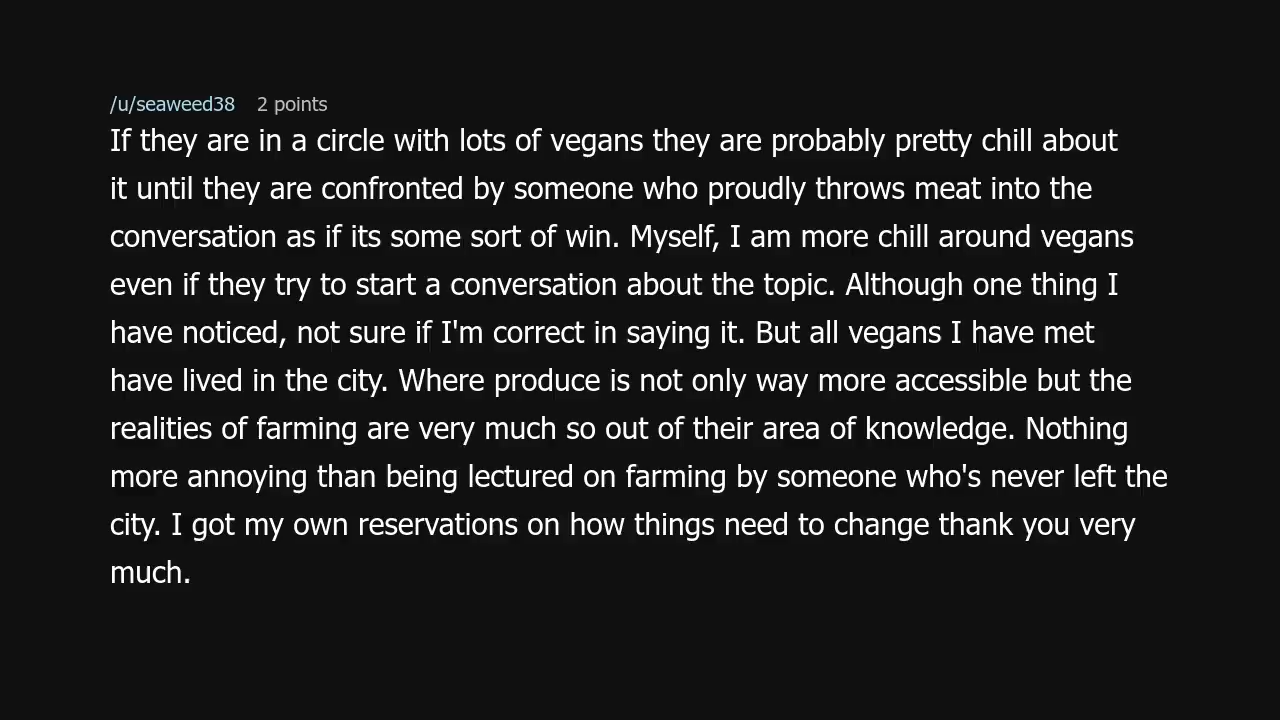 /u/seaweed38 2 points
If they are in a circle with lots of vegans they are probably pretty chill about
it until they are confronted by someone who proudly throws meat into the
conversation as if its some sort of win. Myself, I am more chill around vegans
even if they try to start a conversation about the topic. Although one thing I
have noticed, not sure if I'm correct in saying it. But all vegans I have met
have lived in the city. Where produce is not only way more accessible but the
realities of farming are very much so out of their area of knowledge. Nothing
more annoying than being lectured on farming by someone who's never left the
city. I got my own reservations on how things need to change thank you very
much.